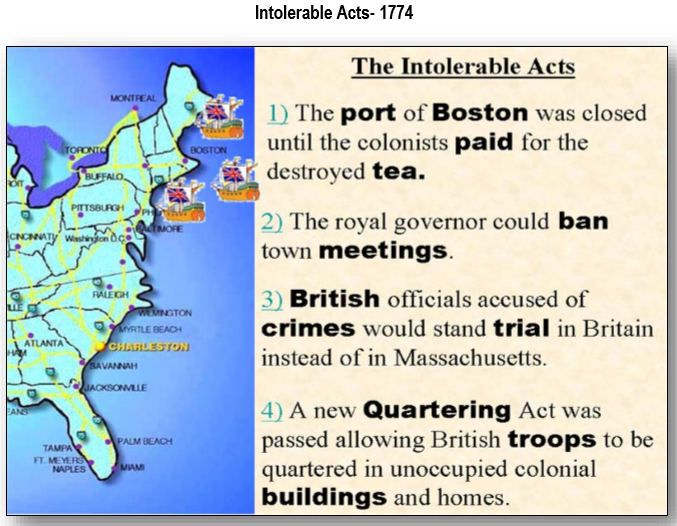 Intolerable Acts- 1774
The Intolerable Acts
1) The port of Boston was closed
until the colonists paid for the
destroyed tea.
2) The royal governor could ban
town meetings.
3) British officials accused of
crimes would stand trial in Britain
instead of in Massachusetts.
4) A new Quartering Act was
passed allowing British troops to be
quartered in unoccupied colonial
buildings and homes.
MONTREAL
TORONTO
BOSTON
BUFFALO
OIT
PITTSBURGH
PHI
BALTIMORE
CINCINNATI
Washington D.C.
RALEIGH
ILLE
WILMINGTON
MYRTLE BEACH
ATLANTA
CHARLESTON
HAM
SAVANNAH
JACKSONVILLE
EANS
PALM BEACH
TAMPA
FT. MEYERS
NAPLES
MIAMI